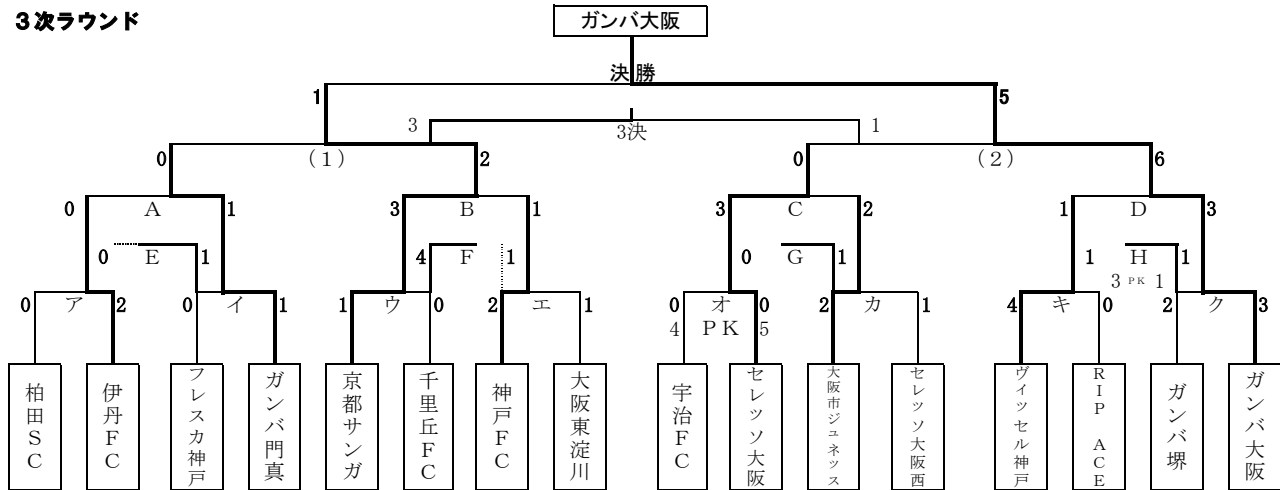 3次ラウンド
ガンバ大阪
決勝
1 5
3 3決 1
0 (1) 2 0 (2) 6
0 A 1 3 B 1 3 C 2 1 D 3
0 E 1 4 F 1 0 G 1 1 H 1
3 PK 1
0 ア 2 0 イ 1 1 ウ 0 2 エ 1 0 オ 0 2 カ 1 4 キ 0 2 ク 3
4 PK 5
柏田SC
伊丹FC
フレスカ神戸
ガンバ門真
京都サンガ
千里丘FC
神戸FC
大阪東淀川
宇治FC
セレッソ大阪
大阪市ジュネッス
セレッソ大阪西
ヴィッセル神戸
RIP ACE
ガンバ堺
ガンバ大阪